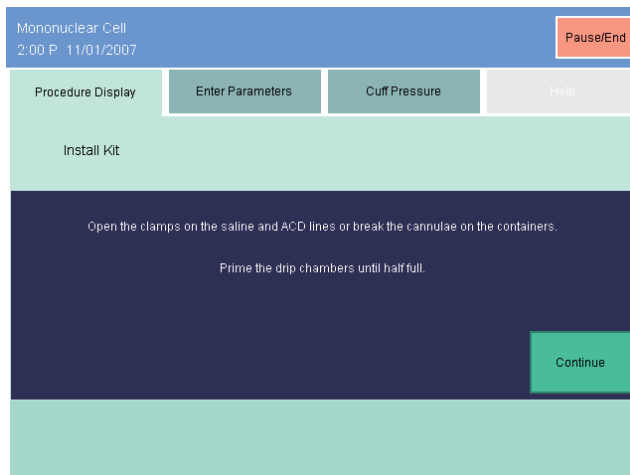 Mononuclear Cell
2:00 P 11/01/2007
Pause/End
Procedure Display
Enter Parameters
Cuff Pressure
Help
Install Kit
Open the clamps on the saline and ACD lines or break the cannulae on the containers.
Prime the drip chambers until half full.
Continue